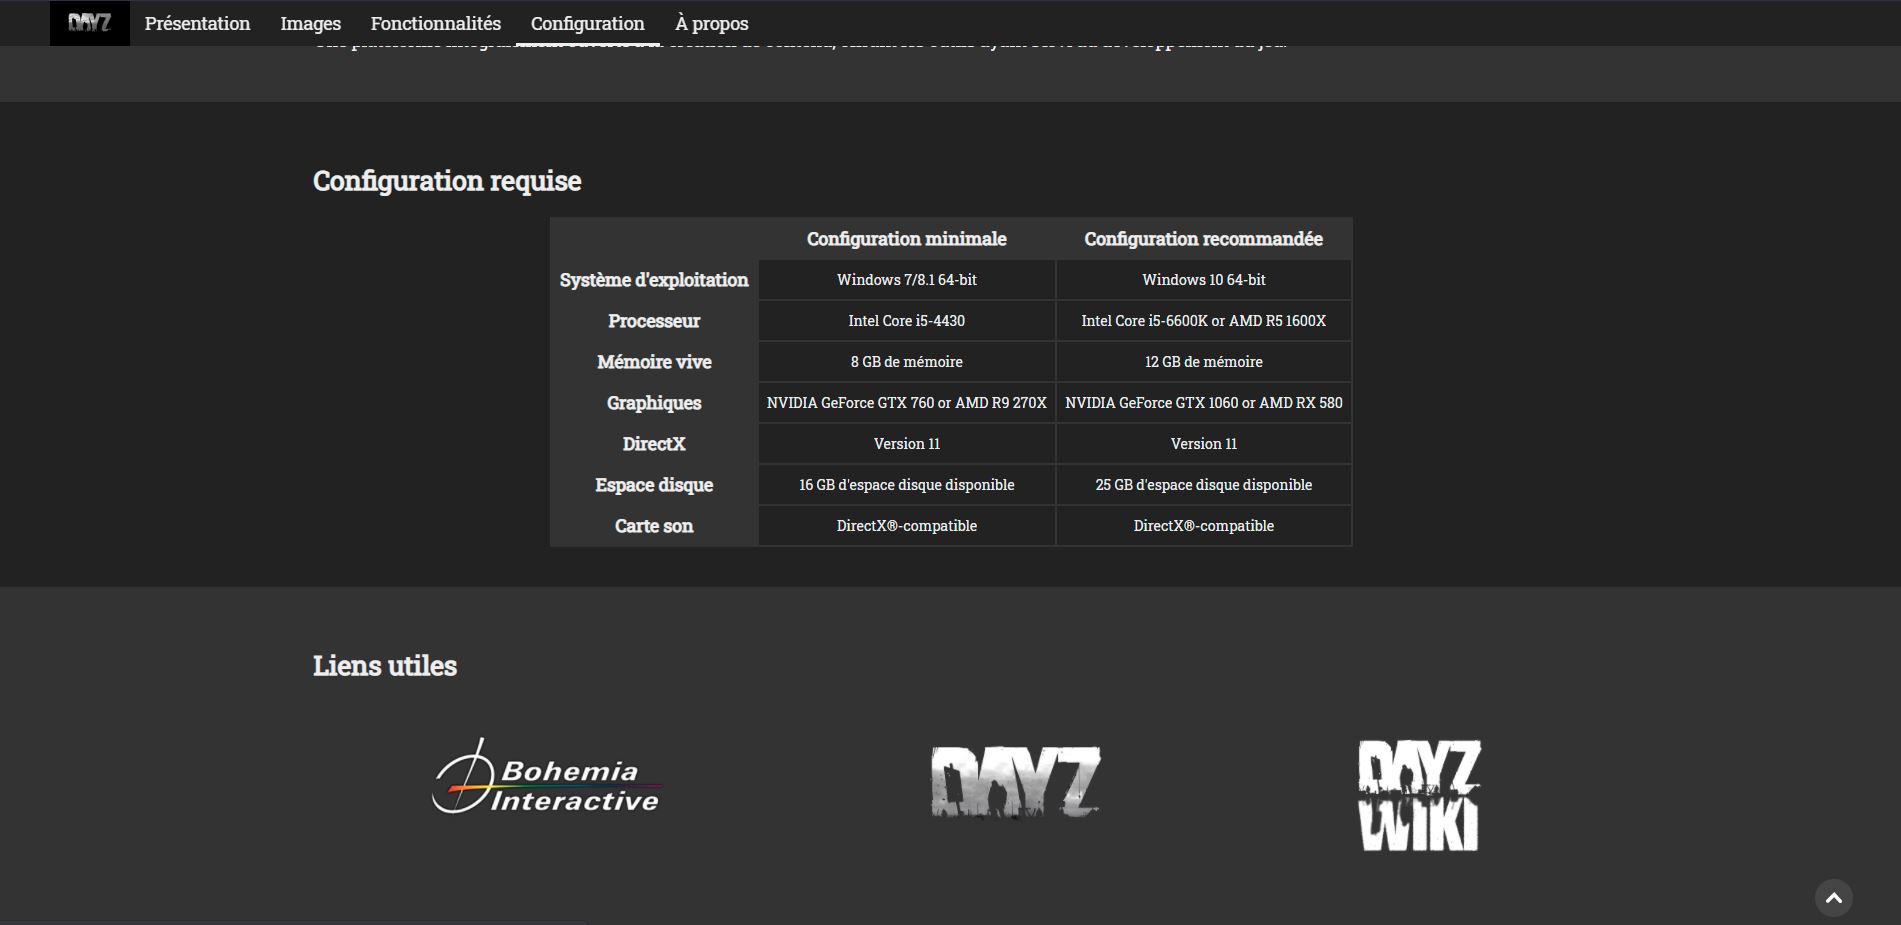 DAYZ Présentation Images Fonctionnalités Configuration À propos
Configuration requise
Configuration minimale Configuration recommandée
Système d'exploitation Windows 7/8.1 64-bit Windows 10 64-bit
Processeur Intel Core i5-4430 Intel Core i5-6600K or AMD R5 1600X
Mémoire vive 8 GB de mémoire 12 GB de mémoire
Graphiques NVIDIA GeForce GTX 760 or AMD R9 270X NVIDIA GeForce GTX 1060 or AMD RX 580
DirectX Version 11 Version 11
Espace disque 16 GB d'espace disque disponible 25 GB d'espace disque disponible
Carte son DirectX®-compatible DirectX®-compatible
Liens utiles
Bohemia
Interactive
DAYZ
DAYZ
WIKI